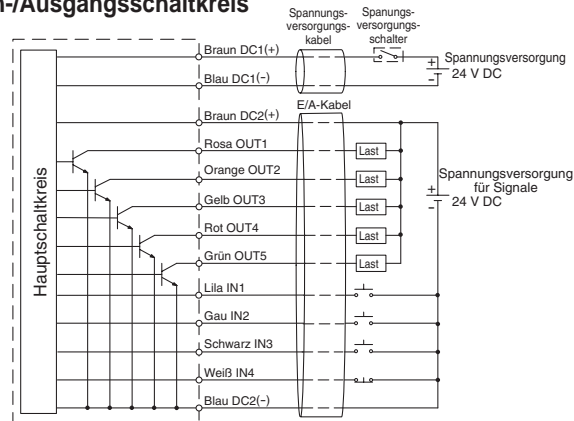 -/Ausgangsschaltkreis
Spannungs-
versorgungs-
kabel
Spanungs-
versorgungs-
schalter
Braun DC1(+)
Spannungsversorgung
+
24 V DC
-
Blau DC1(-)
E/A-Kabel
Braun DC2(+)
Rosa OUT1
Last
Orange OUT2
Last
Spannungsversorgung
für Signale
+
24 V DC
-
Gelb OUT3
Last
Rot OUT4
Last
Grün OUT5
Last
Hauptschaltkreis
Lila IN1
Gau IN2
Schwarz IN3
Weiß IN4
Blau DC2(-)